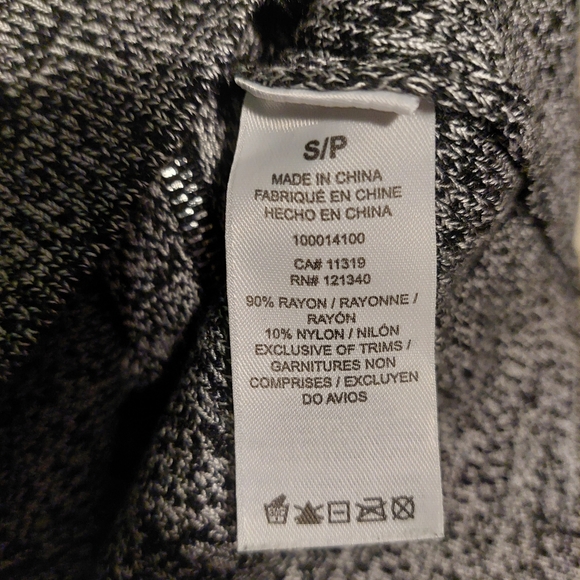 S/P
MADE IN CHINA
FABRIQUÉ EN CHINE
HECHO EN CHINA
100014100
CA# 11319
RN# 121340
90% RAYON / RAYONNE /
RAYÓN
10% NYLON / NILÓN
EXCLUSIVE OF TRIMS /
GARNITURES NON
COMPRISES / EXCLUYEN
DO AVIOS